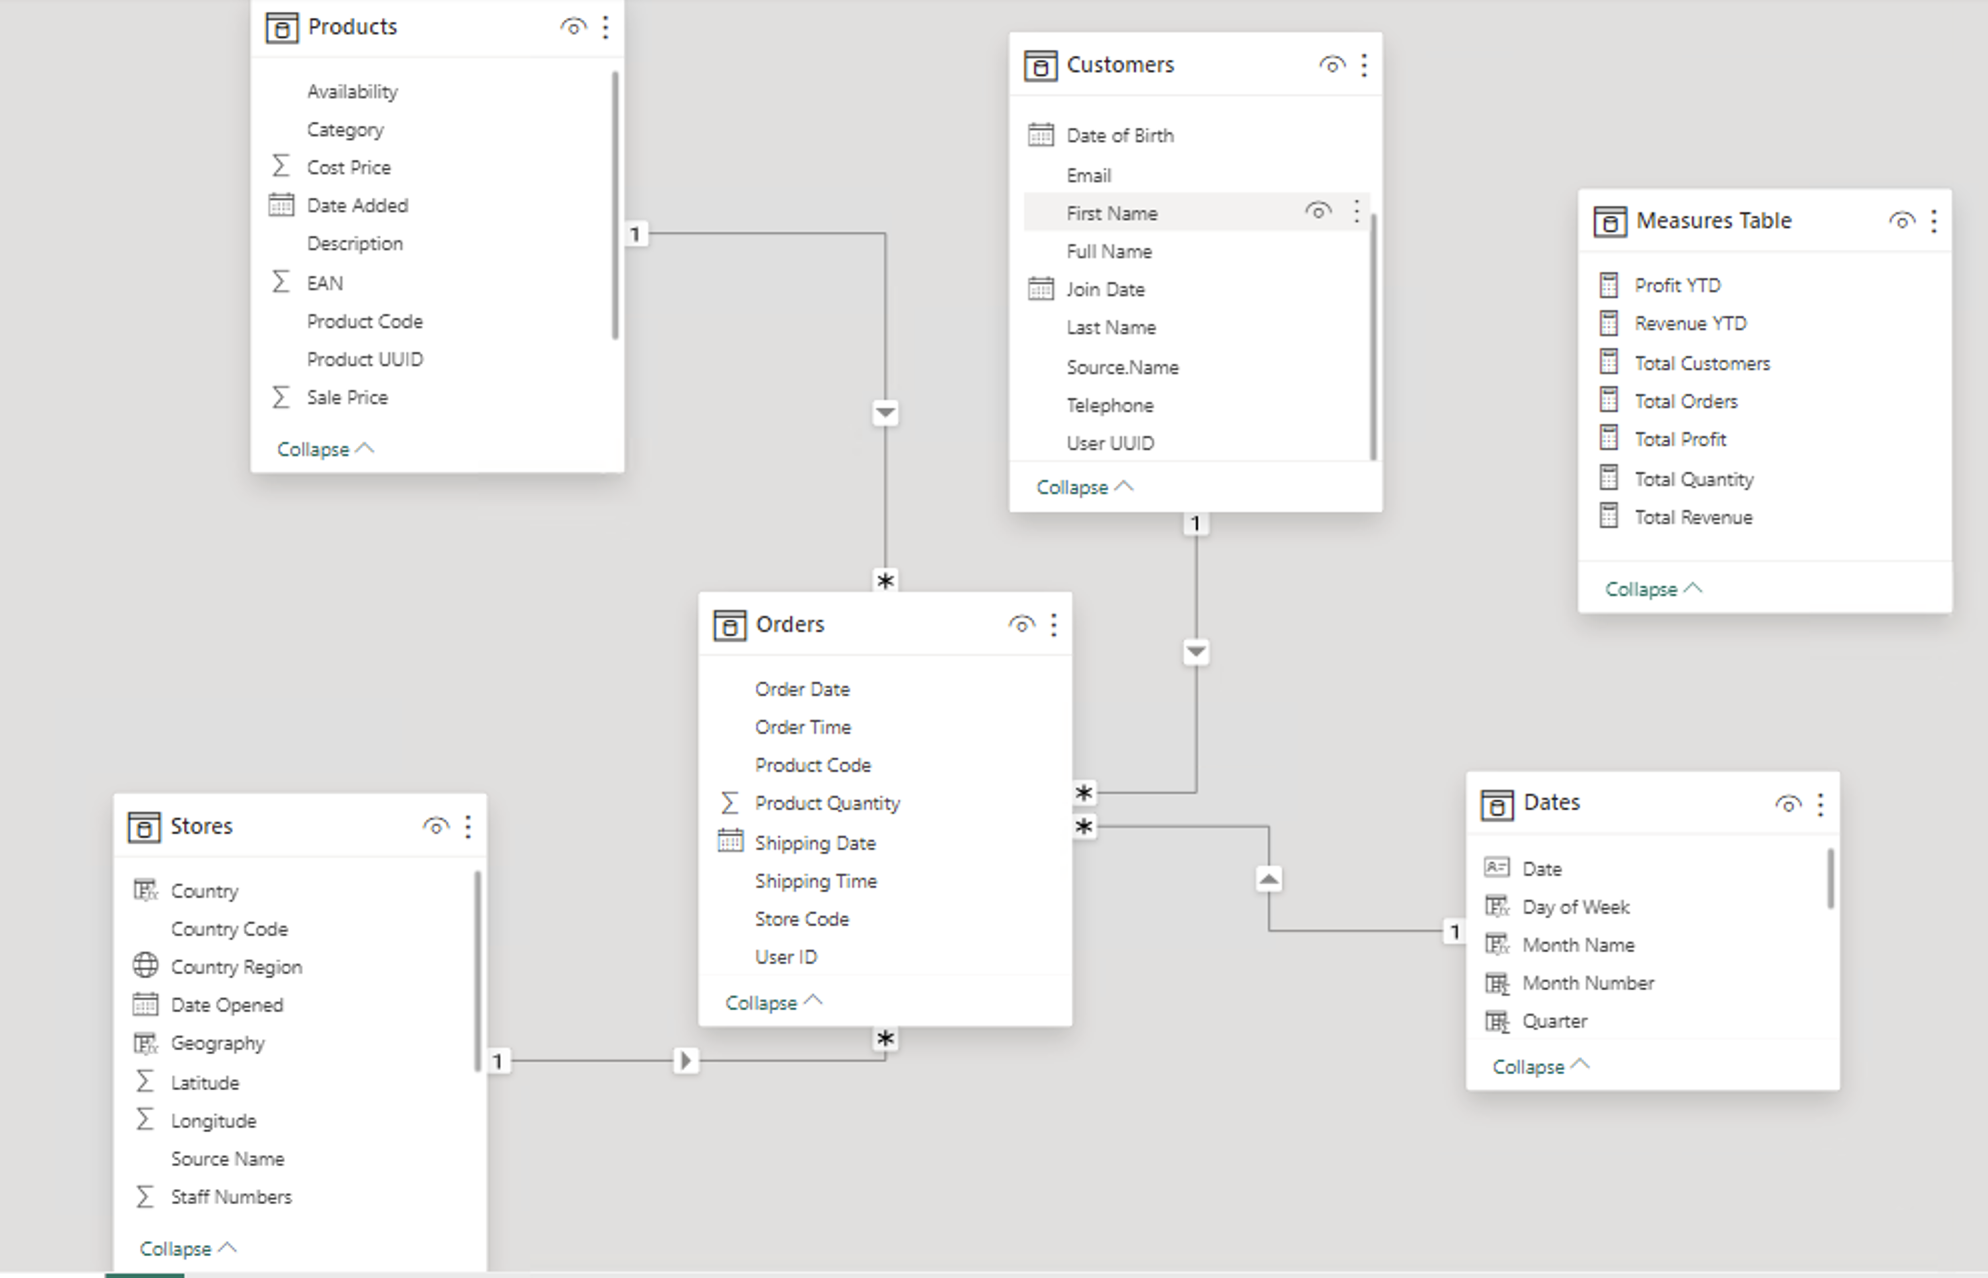 Products
Availability
Category
Cost Price
Date Added
Description
EAN
Product Code
Product UUID
Sale Price
Collapse
1
*
Customers
Date of Birth
Email
First Name
Full Name
Join Date
Last Name
Source.Name
Telephone
User UUID
Collapse
1
*
Measures Table
Profit YTD
Revenue YTD
Total Customers
Total Orders
Total Profit
Total Quantity
Total Revenue
Collapse
Orders
Order Date
Order Time
Product Code
Product Quantity
Shipping Date
Shipping Time
Store Code
User ID
Collapse
*
*
Stores
Country
Country Code
Country Region
Date Opened
Geography
Latitude
Longitude
Source Name
Staff Numbers
Collapse
1
Dates
Date
Day of Week
Month Name
Month Number
Quarter
Collapse
1